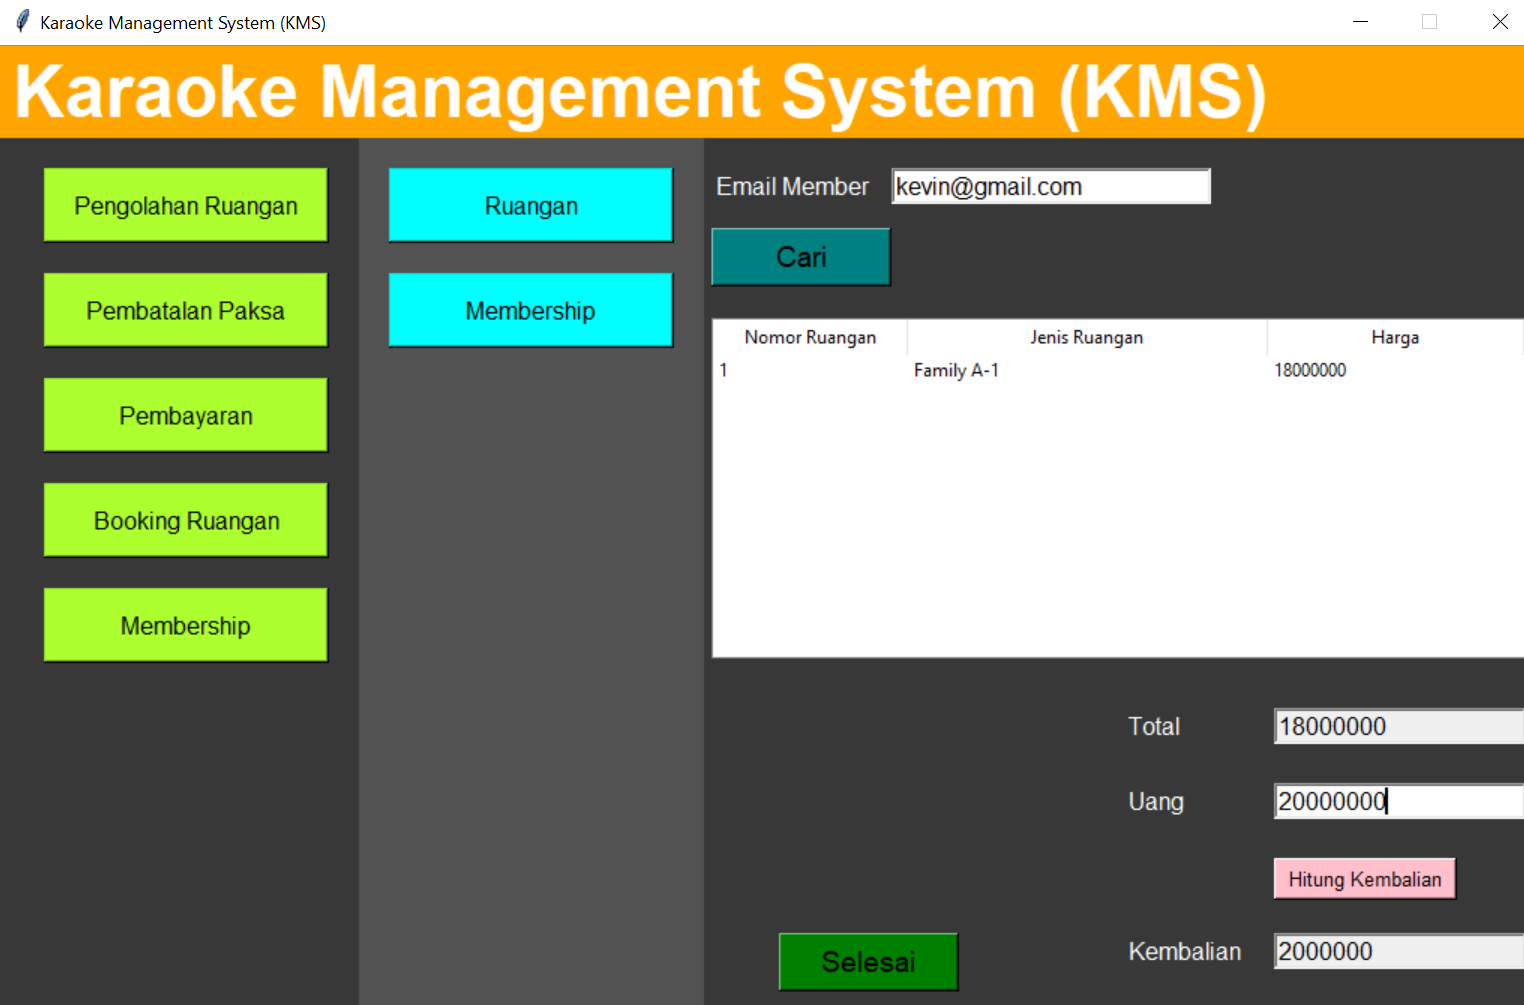 Karaoke Management System (KMS)
Karaoke Management System (KMS)
Pengolahan Ruangan
Pembatalan Paksa
Pembayaran
Booking Ruangan
Membership
Ruangan
Membership
Email Member kevin@gmail.com
Cari
Nomor Ruangan Jenis Ruangan Harga
1 Family A-1 18000000
Total 18000000
Uang 20000000
Hitung Kembalian
Kembalian 2000000
Selesai